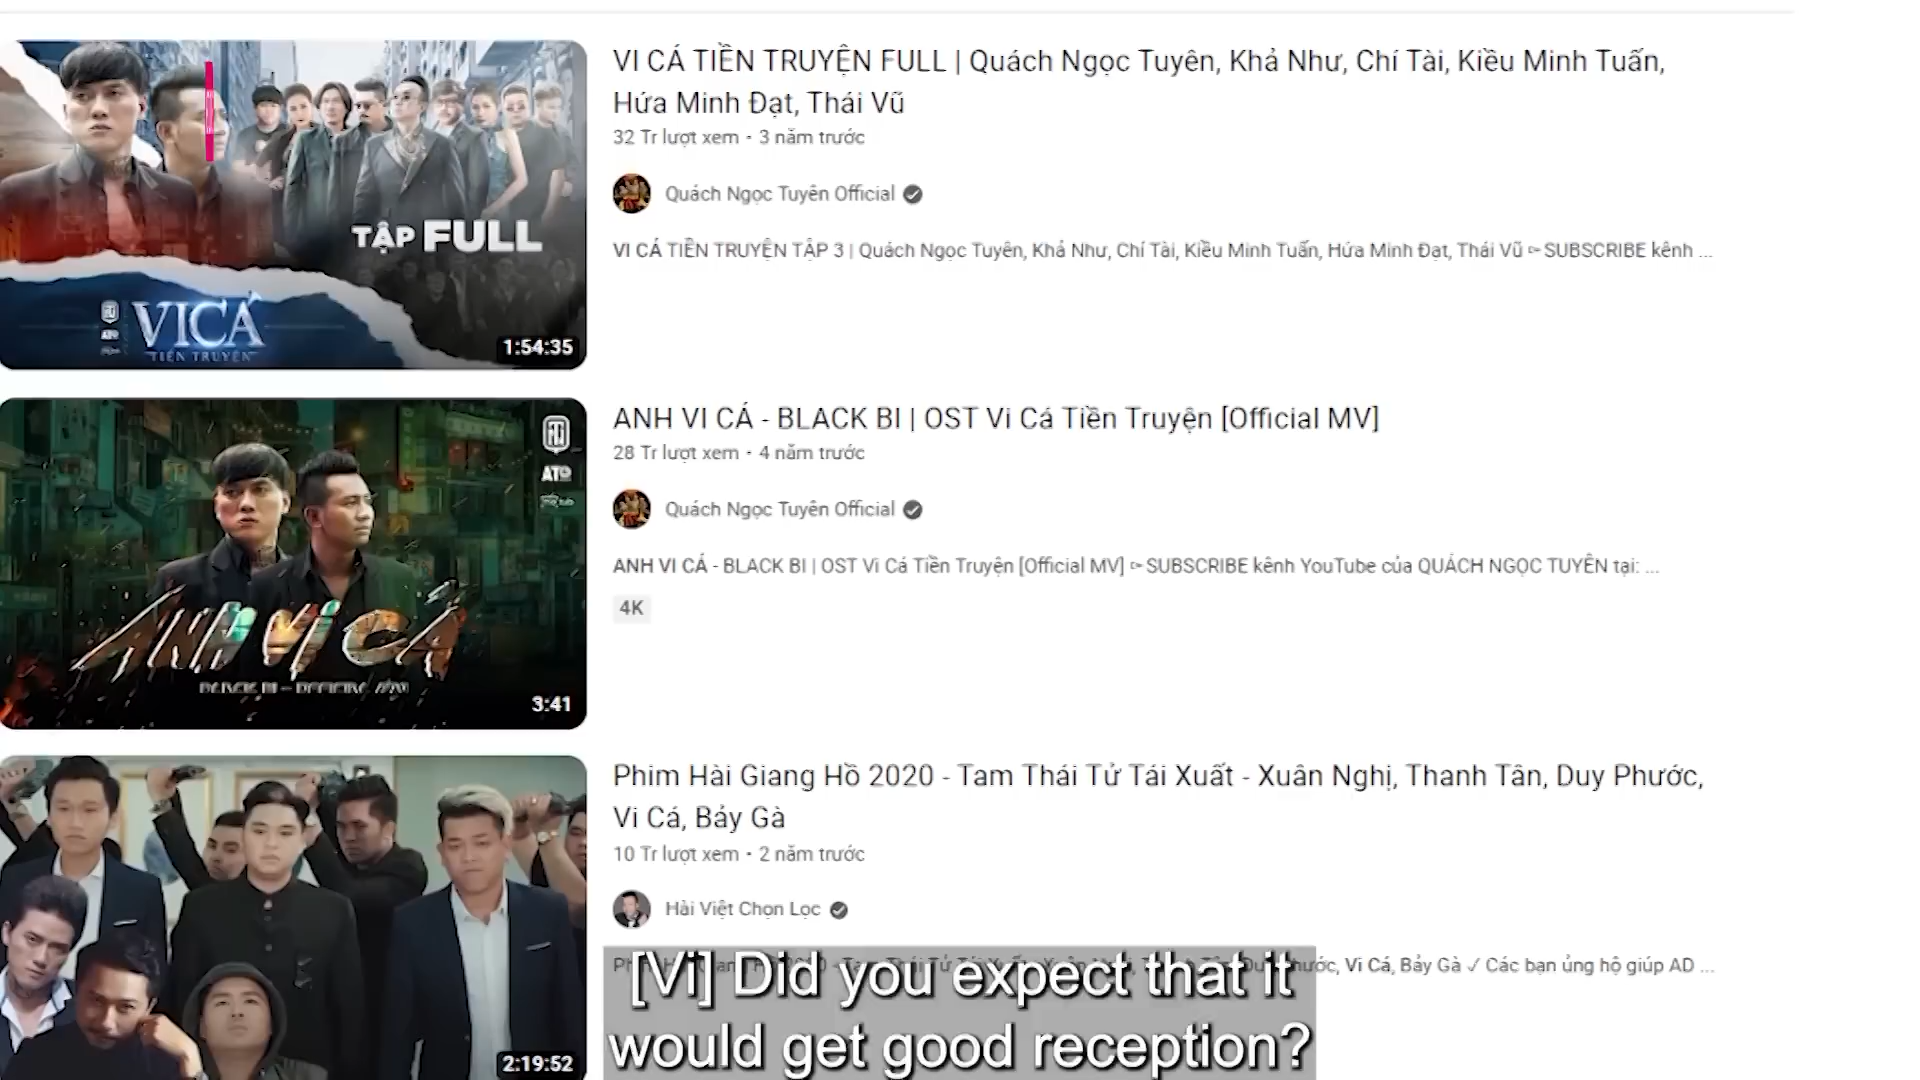 VI CÁ TIỀN TRUYỆN FULL | Quách Ngọc Tuyên, Khả Như, Chí Tài, Kiều Minh Tuấn,
Hứa Minh Đạt, Thái Vũ
32 Tr lượt xem • 3 năm trước
Quách Ngọc Tuyên Official
VI CÁ TIỀN TRUYỆN TẬP 3 | Quách Ngọc Tuyên, Khả Như, Chí Tài, Kiều Minh Tuấn, Hứa Minh Đạt, Thái Vũ ▻ SUBSCRIBE kênh ...
TẬP FULL
VI CÁ
TIỀN TRUYỆN
1:54:35
ANH VI CÁ - BLACK BI | OST Vi Cá Tiền Truyện [Official MV]
28 Tr lượt xem • 4 năm trước
Quách Ngọc Tuyên Official
ANH VI CÁ - BLACK BI | OST Vi Cá Tiền Truyện [Official MV] ▻ SUBSCRIBE kênh YouTube của QUÁCH NGỌC TUYÊN tại: ...
4K
ANH VI CÁ
BLACK BI - OFFICIAL MV
3:41
Phim Hài Giang Hồ 2020 - Tam Thái Tử Tái Xuất - Xuân Nghị, Thanh Tân, Duy Phước,
Vi Cá, Bảy Gà
10 Tr lượt xem • 2 năm trước
Hài Việt Chọn Lọc
Vi Cá, Bảy Gà ✓ Các bạn ủng hộ giúp AD ...
2:19:52
[Vi] Did you expect that it
would get good reception?